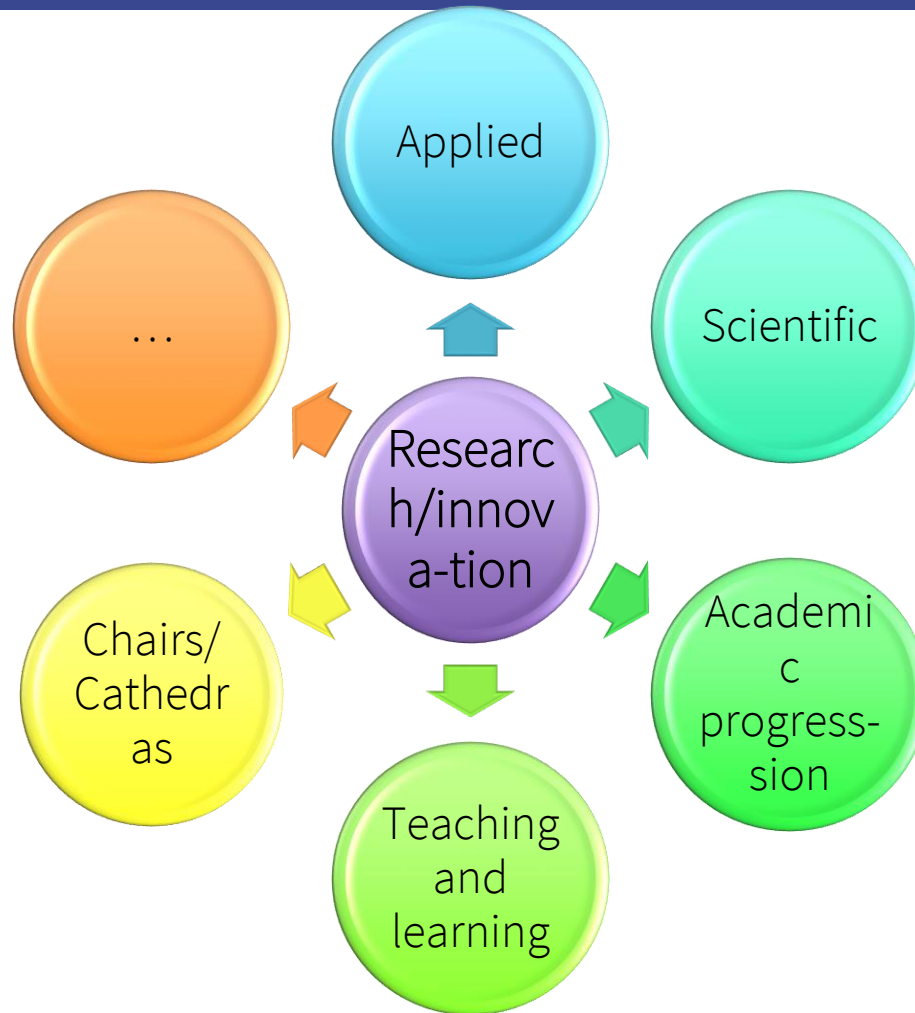 Applied
Scientific
…
Researc
h/innov
a-tion
Academi
c
progress-
sion
Chairs/
Cathedr
as
Teaching
and
learning